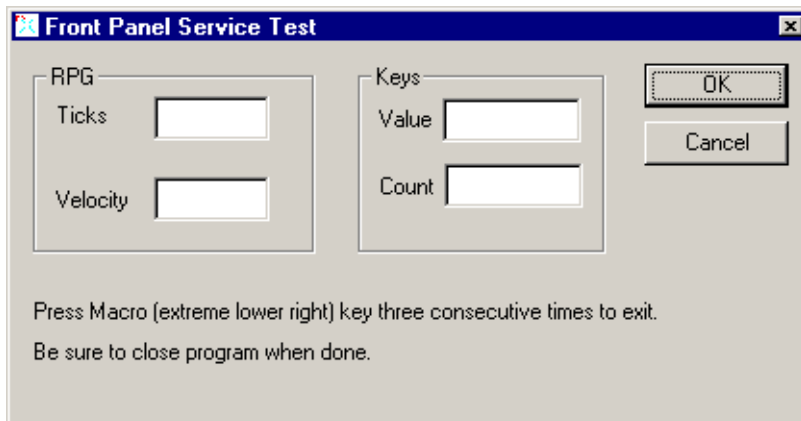 Front Panel Service Test
RPG
Ticks
Velocity
Keys
Value
Count
OK
Cancel
Press Macro (extreme lower right) key three consecutive times to exit.
Be sure to close program when done.